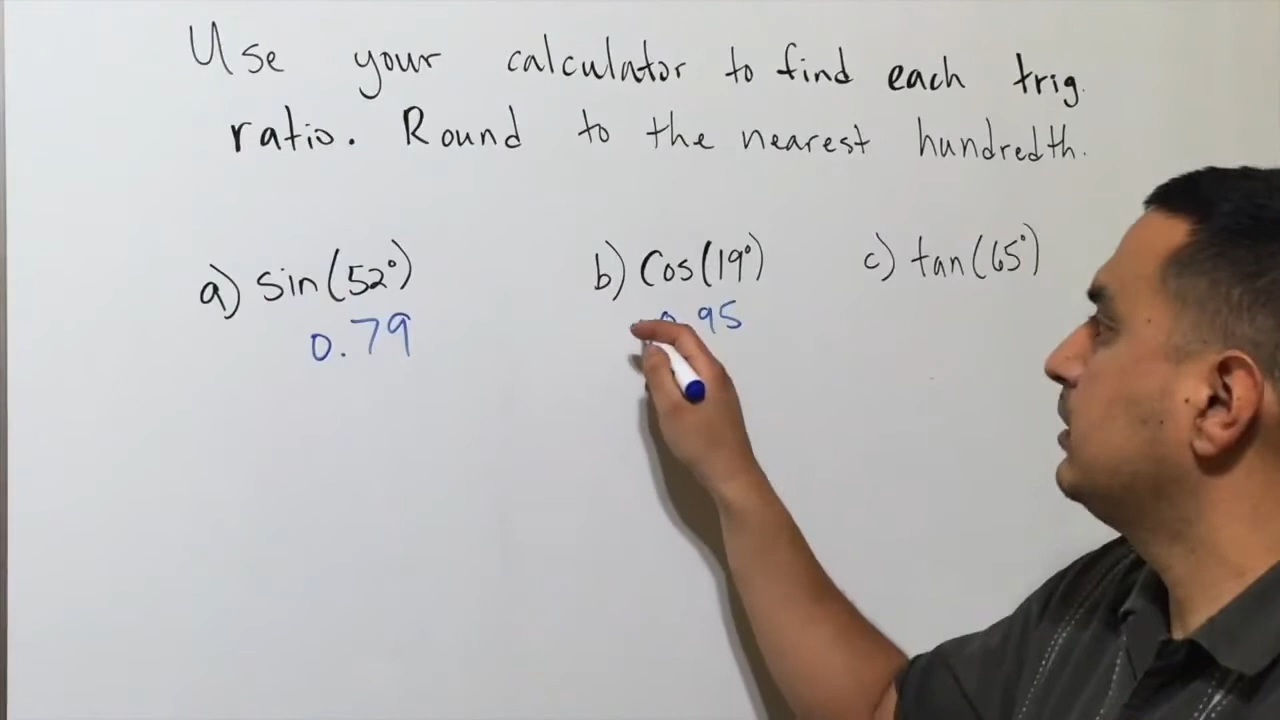 Use your calculator to find each trig.
ratio. Round to the nearest hundredth.
a) sin(52°) b) Cos(19°) c) tan(65°)
0.79 0.95